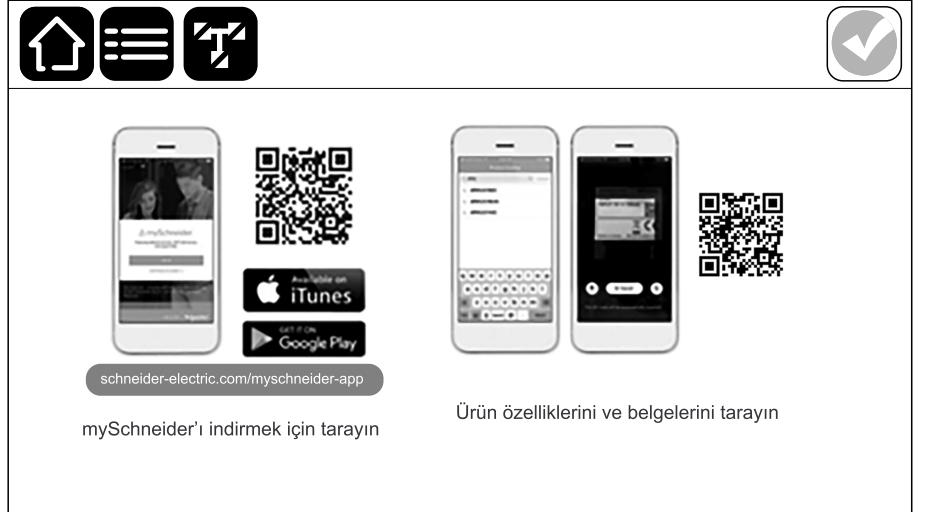 T
mySchneider
Available on
iTunes
GET IT ON
Google Play
schneider-electric.com/myschneider-app
mySchneider'ı indirmek için tarayın
Ürün özelliklerini ve belgelerini tarayın